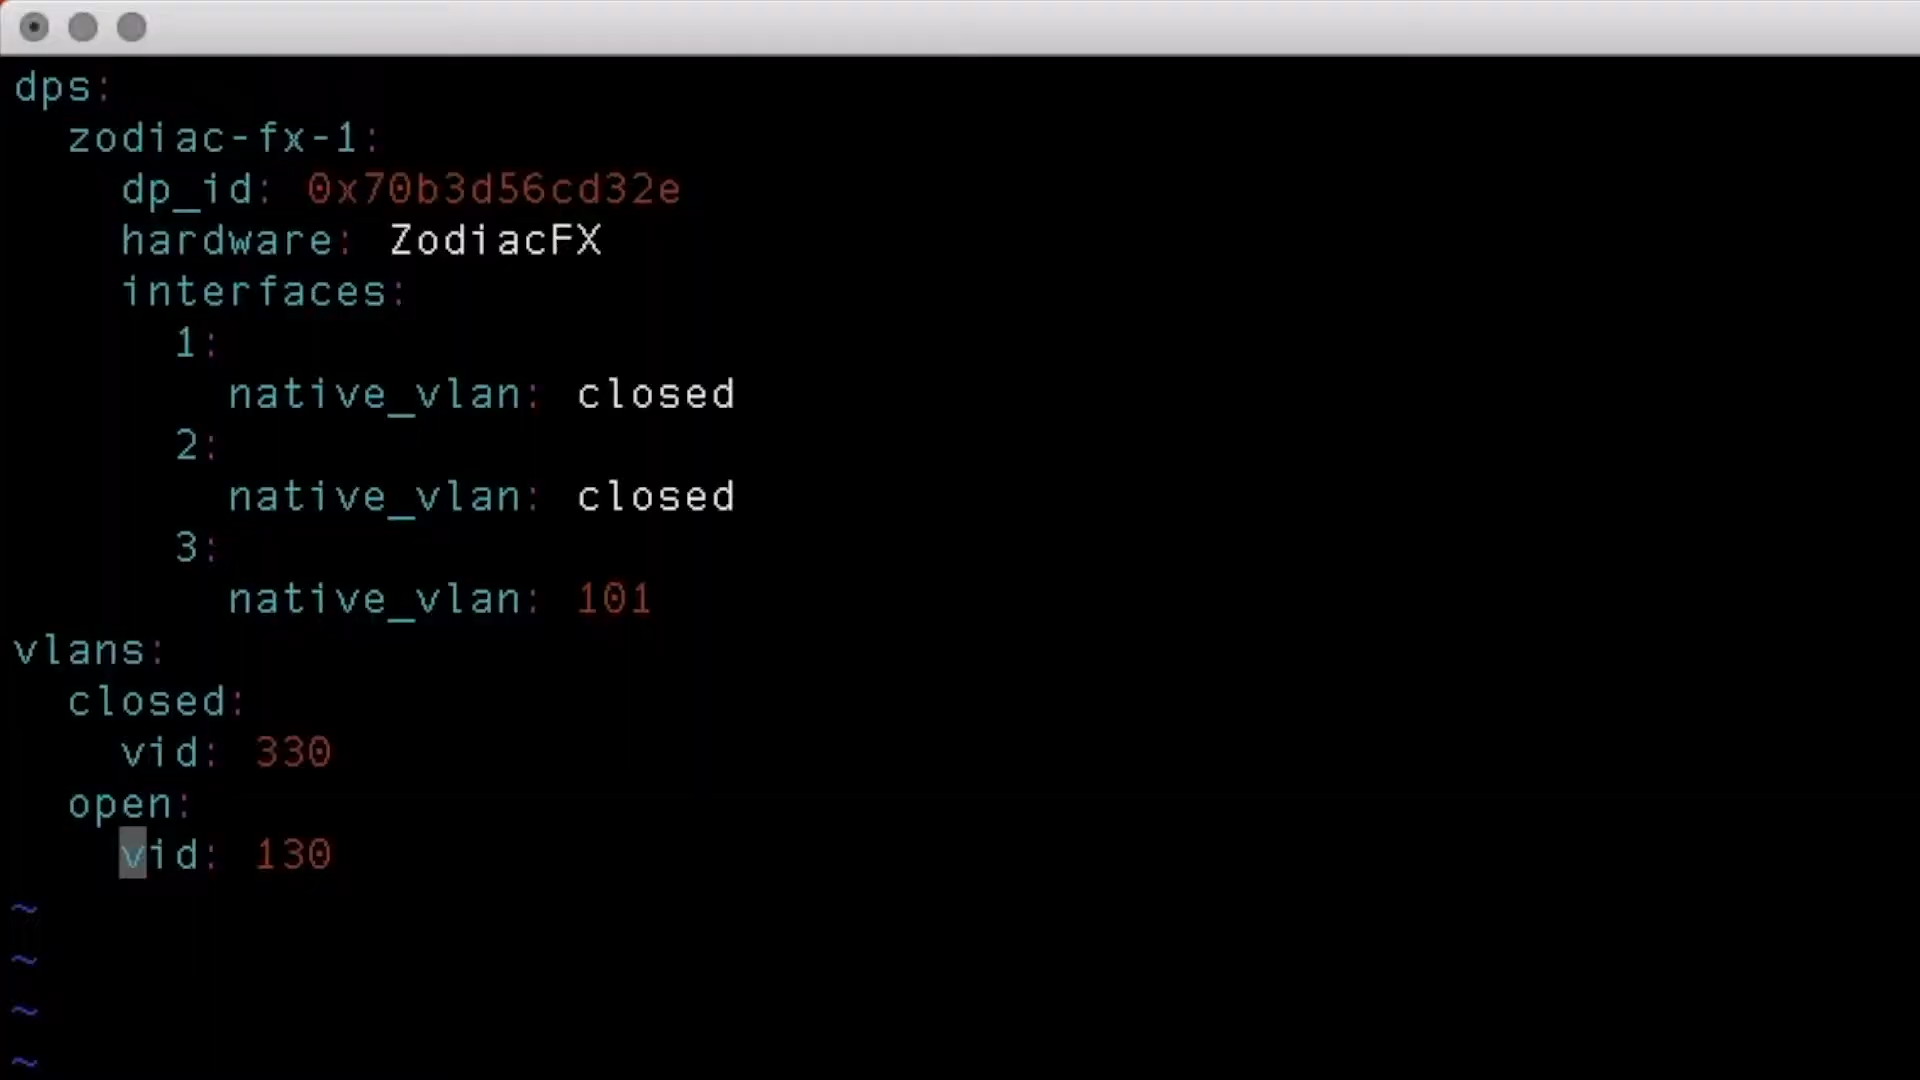 dps:
  zodiac-fx-1:
    dp_id: 0x70b3d56cd32e
    hardware: ZodiacFX
    interfaces:
      1:
        native_vlan: closed
      2:
        native_vlan: closed
      3:
        native_vlan: 101
vlans:
  closed:
    vid: 330
  open:
    vid: 130
~
~
~
~